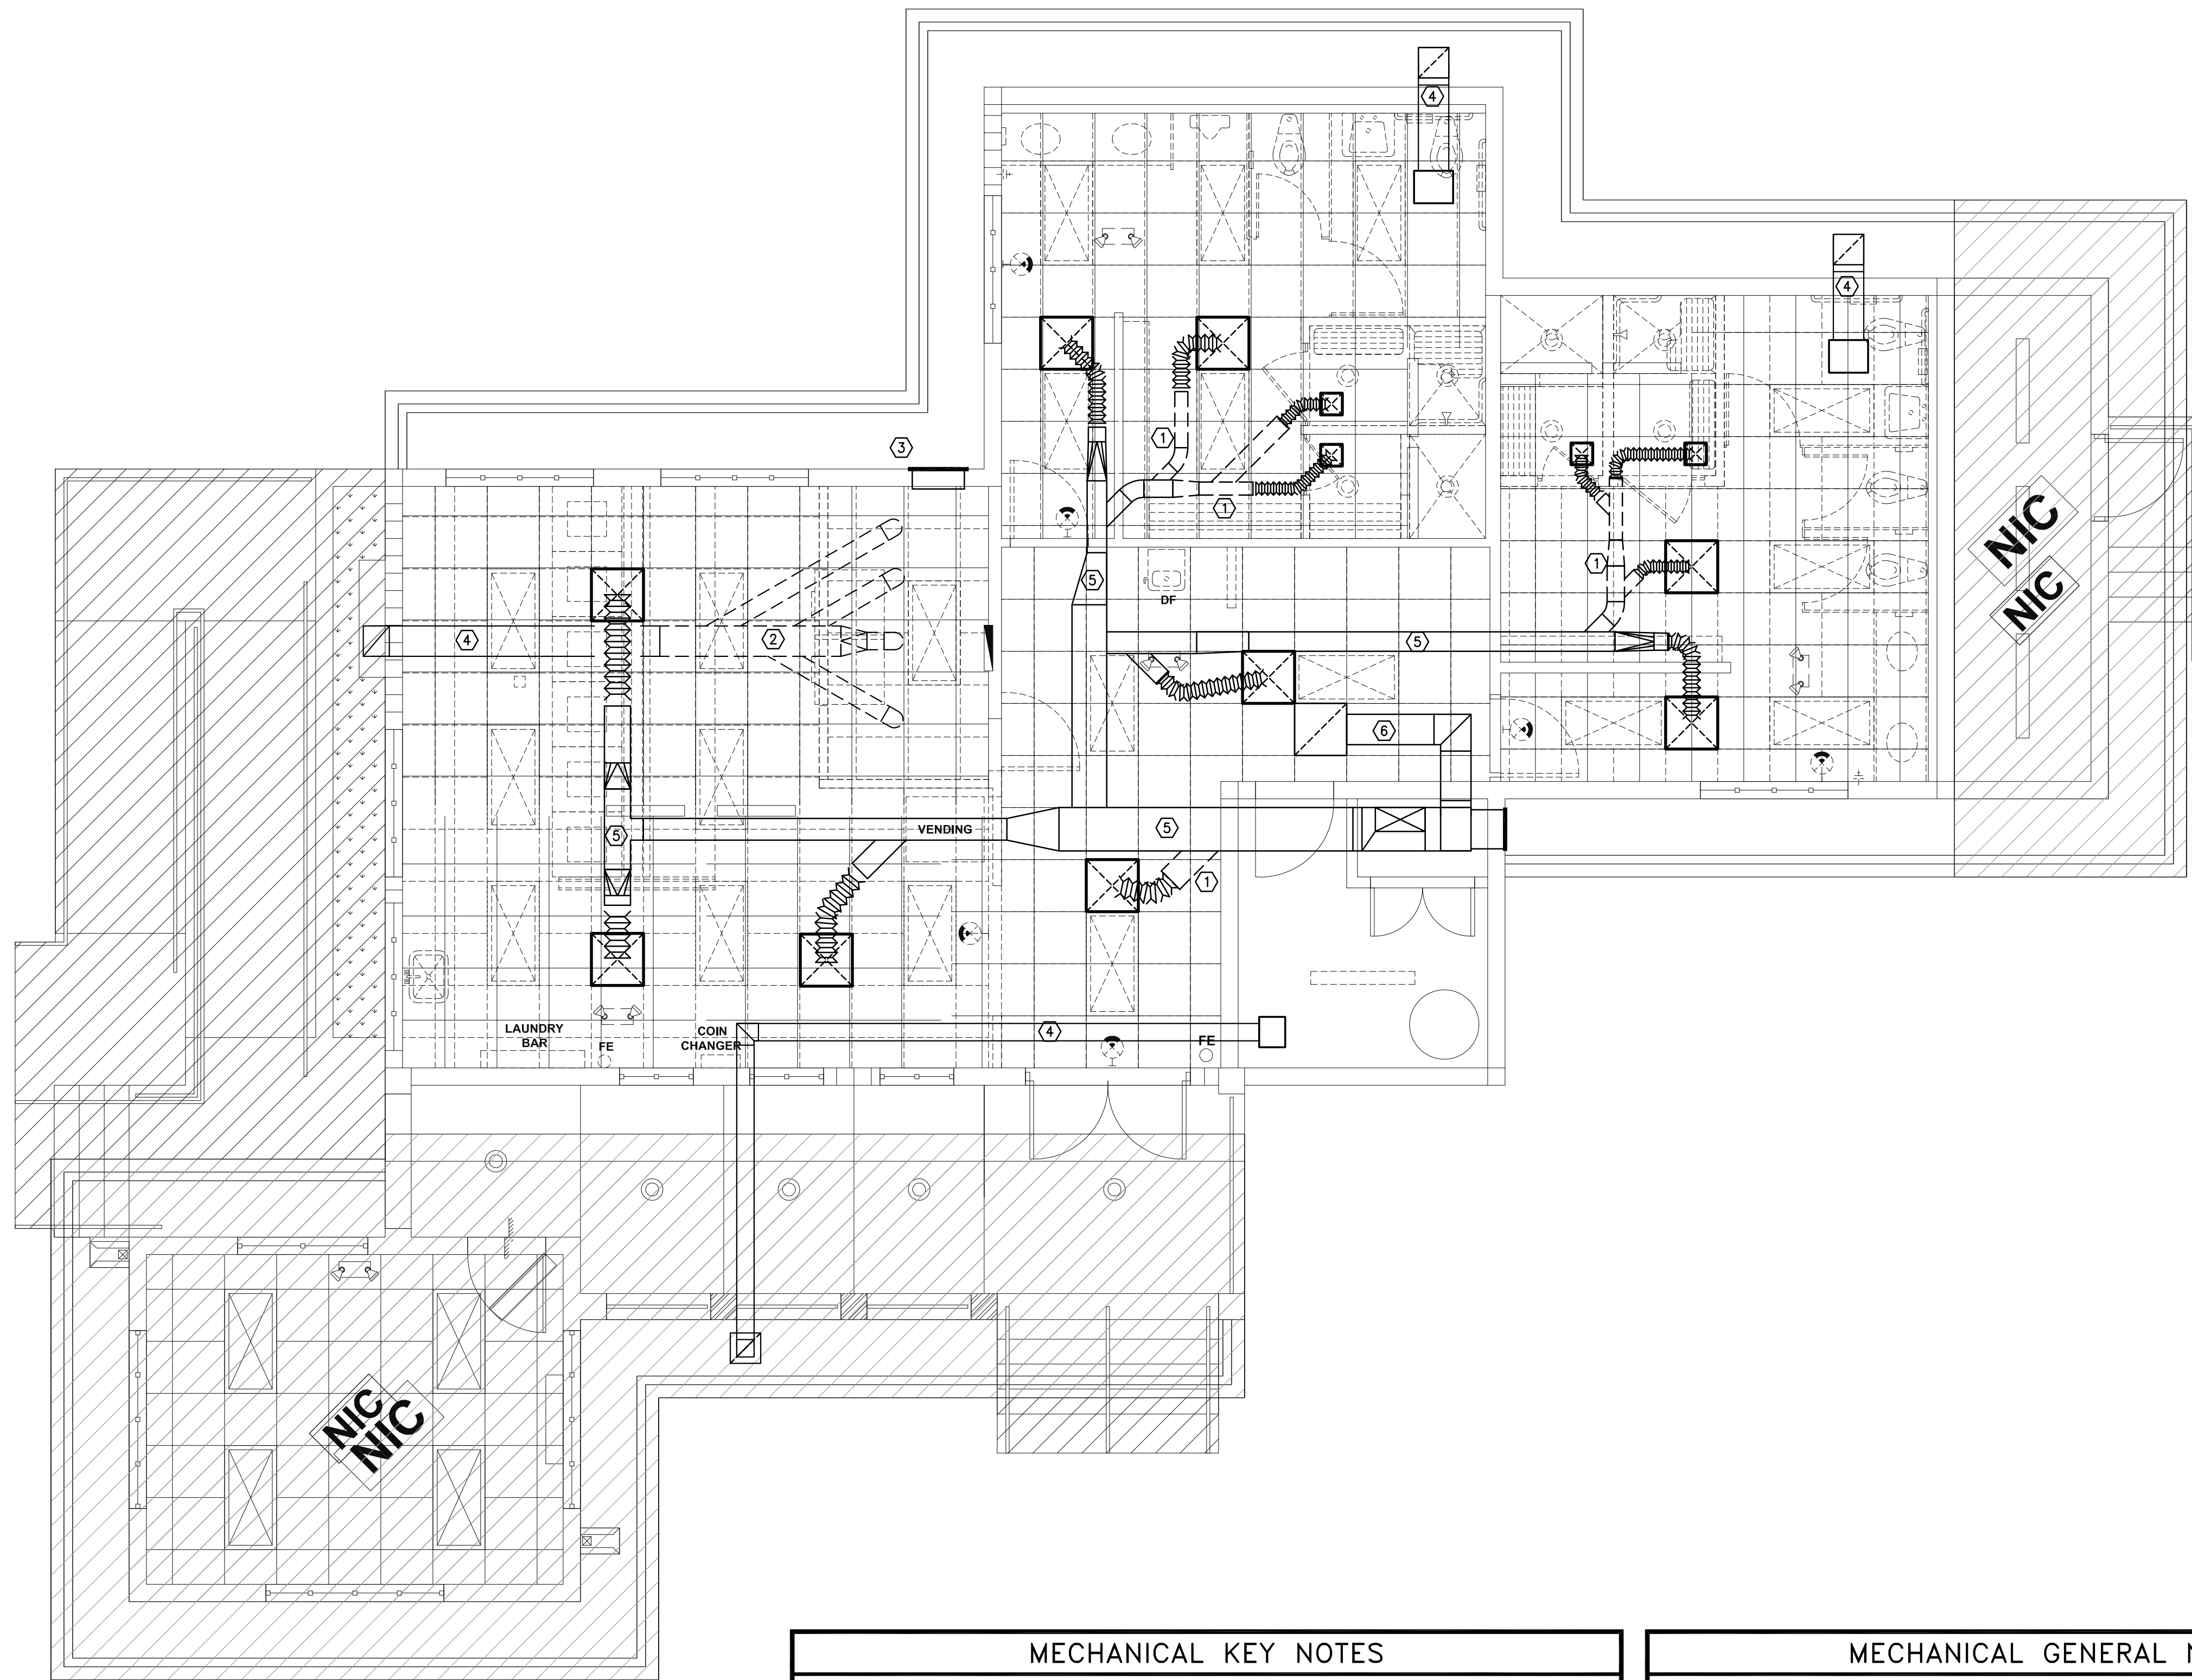 4
4
3
1
1
1
5
DF
4
2
5
6
NIC
NIC
5
VENDING
5
1
LAUNDRY
BAR
FE
COIN
CHANGER
4
FE
NIC
NIC
MECHANICAL KEY NOTES
MECHANICAL GENERAL